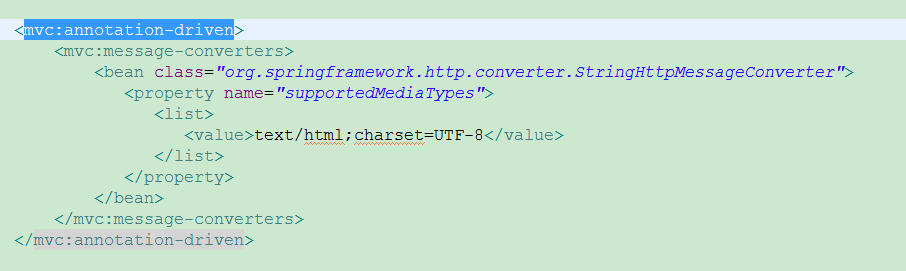 <mvc:annotation-driven>
<mvc:message-converters>
<bean class="org.springframework.http.converter.StringHttpMessageConverter">
<property name="supportedMediaTypes">
<list>
<value>text/html;charset=UTF-8</value>
</list>
</property>
</bean>
</mvc:message-converters>
</mvc:annotation-driven>